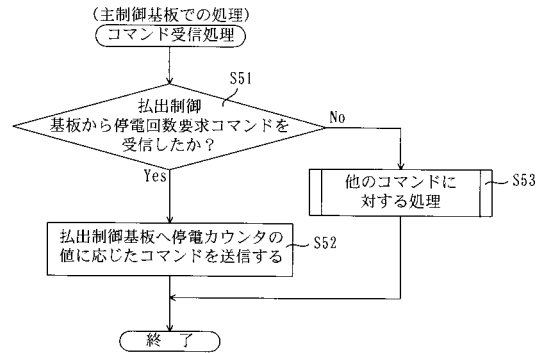 (主制御基板での処理)
コマンド受信処理
S51
払出制御
基板から停電回数要求コマンドを
受信したか？
No
Yes
他のコマンドに
対する処理
S53
払出制御基板へ停電カウンタの
値に応じたコマンドを送信する
S52
終 了